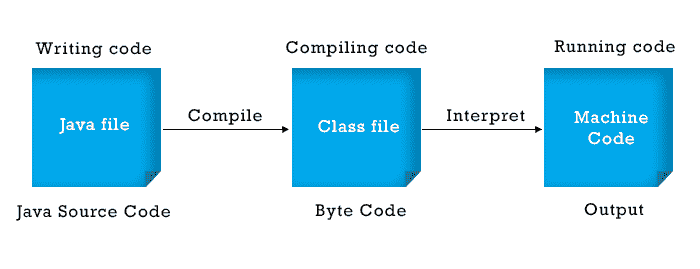 Writing code
Compiling code
Running code
Java file
Compile
Class file
Interpret
Machine
Code
Java Source Code
Byte Code
Output